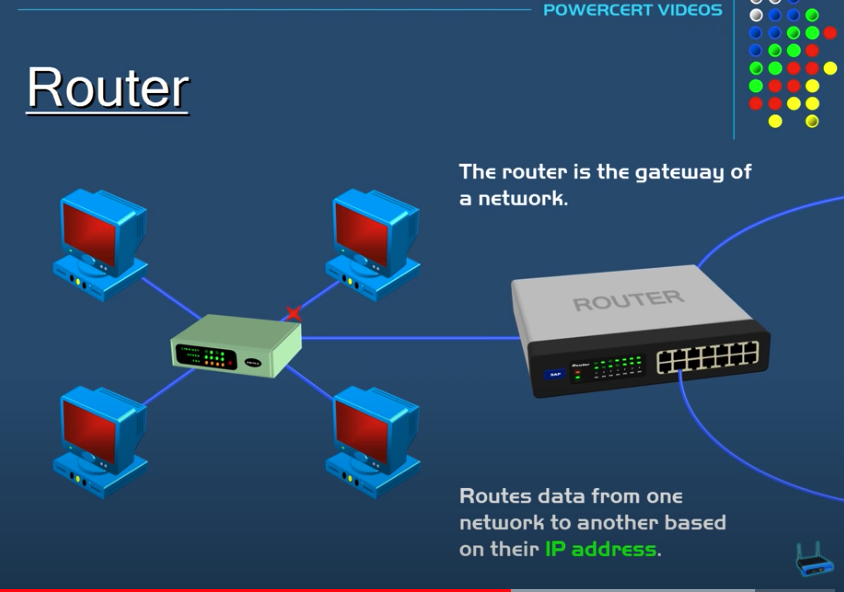 POWERCERT VIDEOS
Router
The router is the gateway of
a network.
ROUTER
Router
Routes data from one
network to another based
on their IP address.